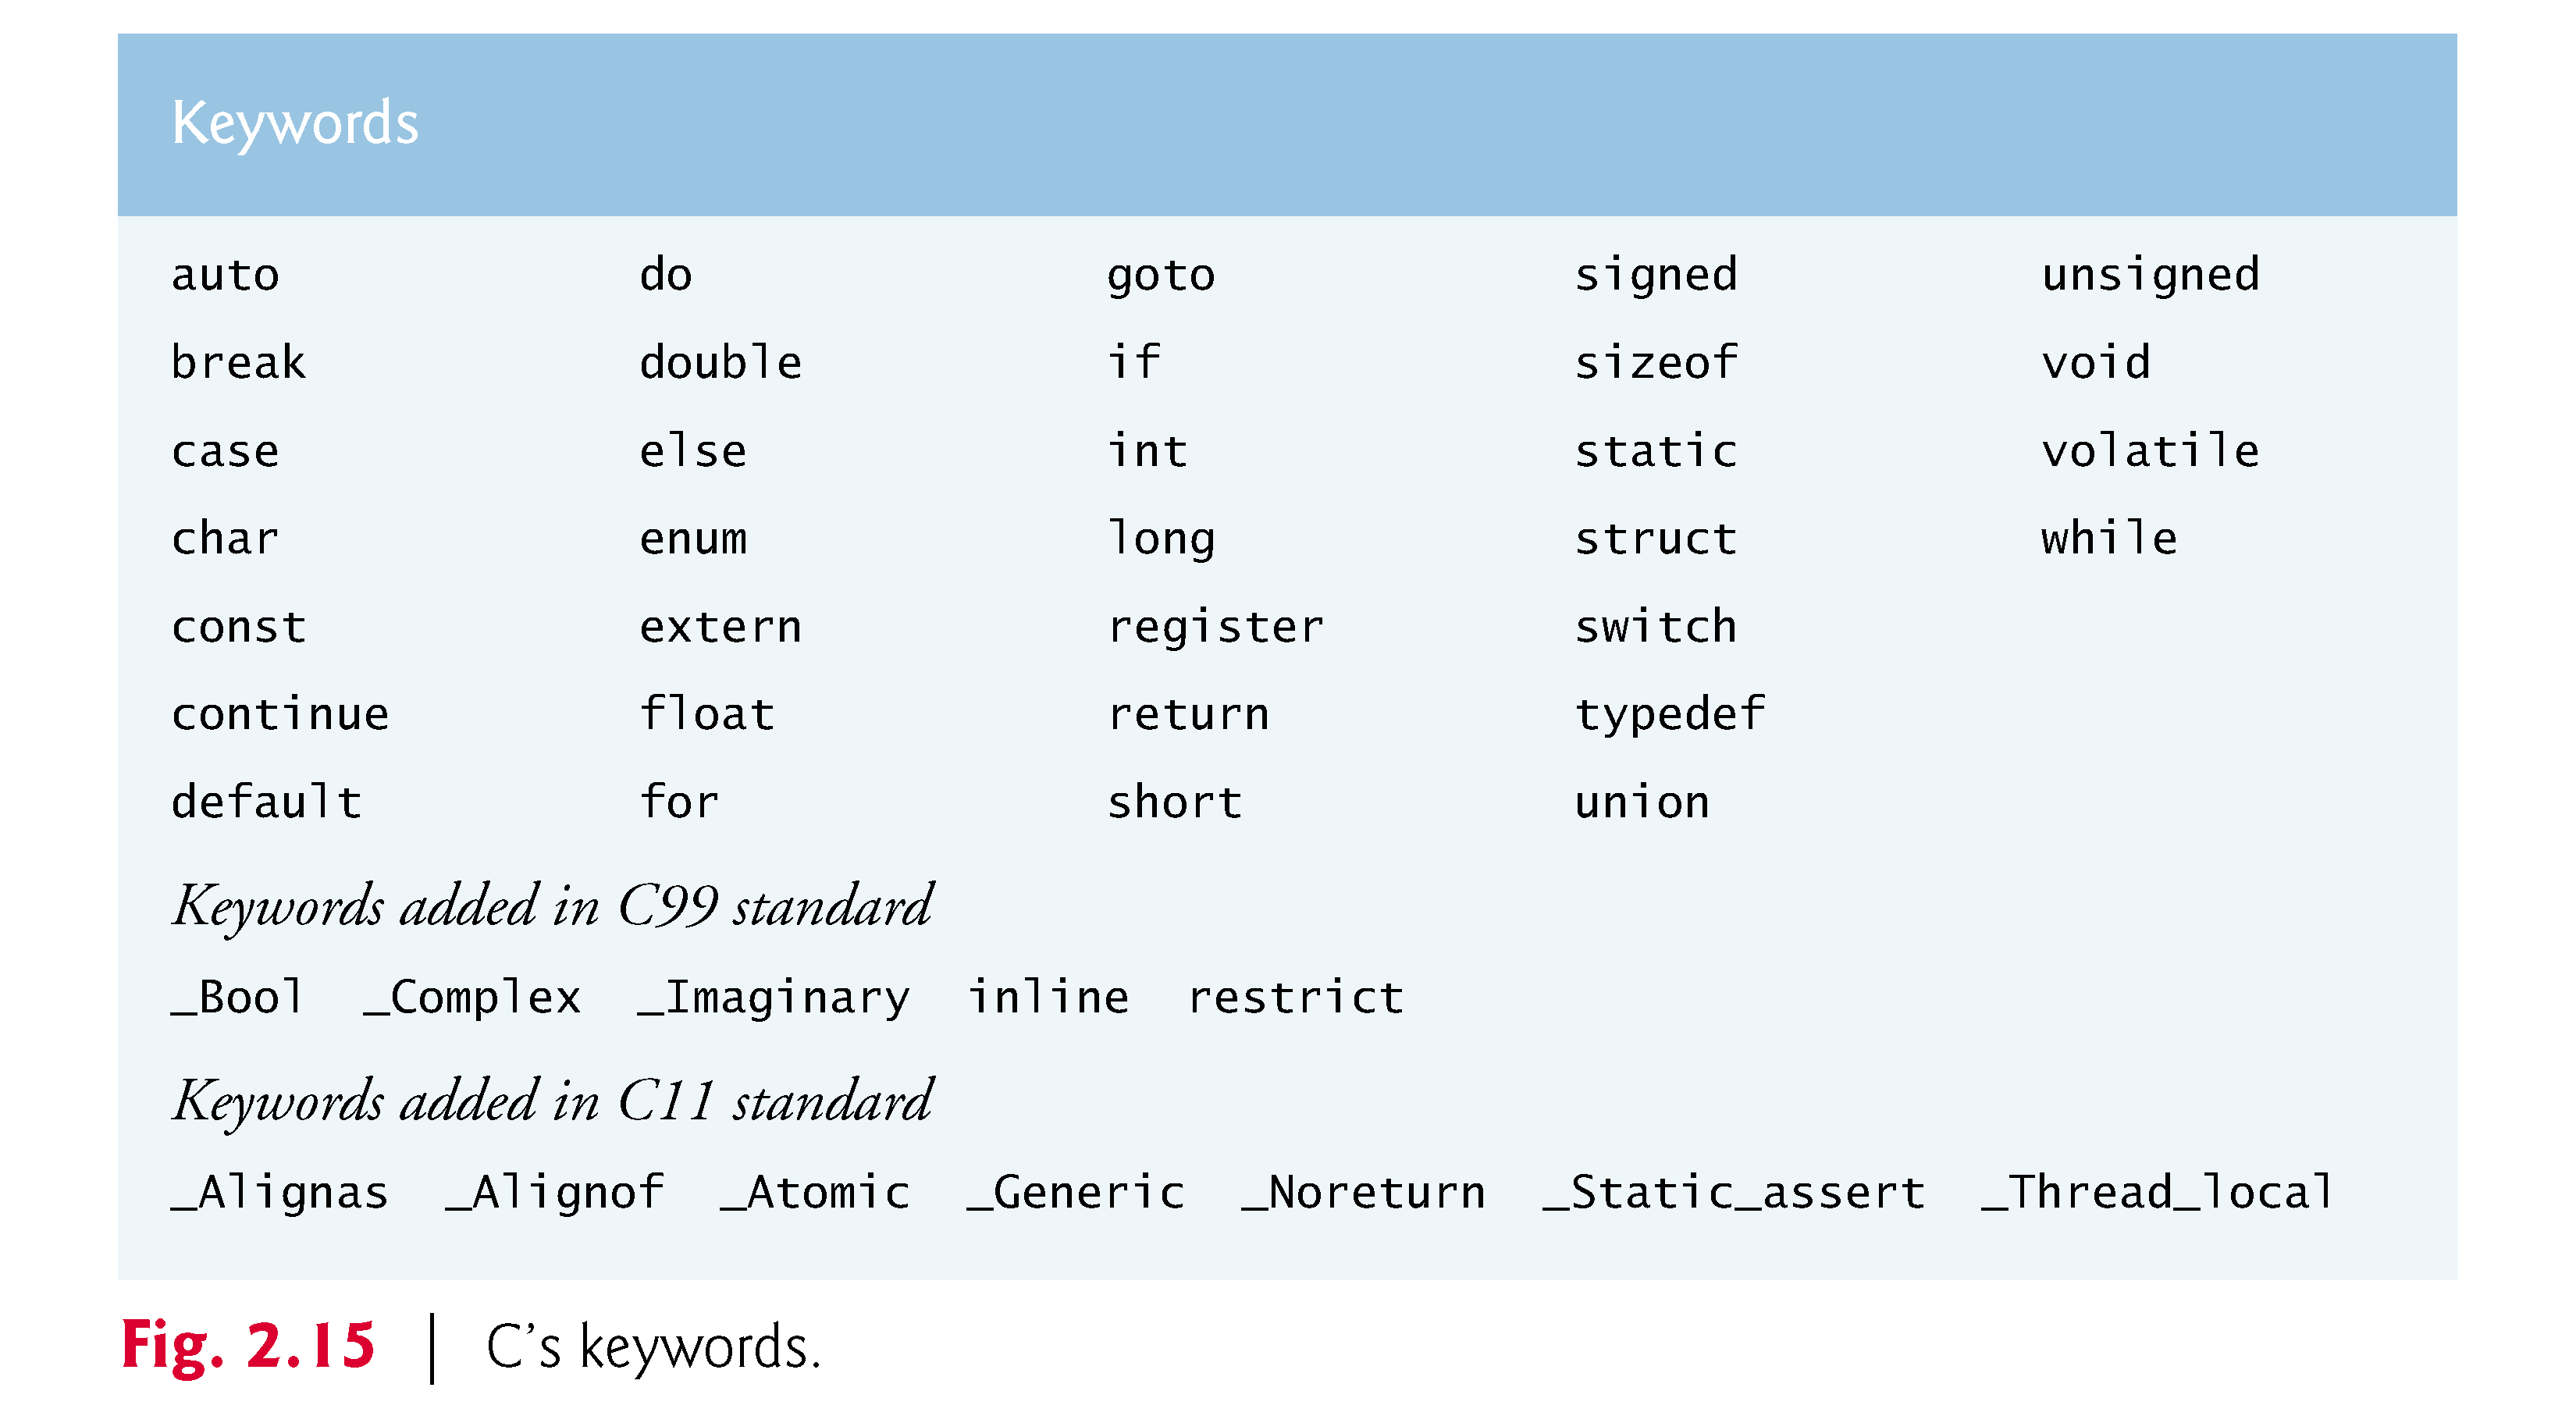 Keywords
auto do goto signed unsigned
break double if sizeof void
case else int static volatile
char enum long struct while
const extern register switch
continue float return typedef
default for short union
Keywords added in C99 standard
_Bool _Complex _Imaginary inline restrict
Keywords added in C11 standard
_Alignas _Alignof _Atomic _Generic _Noreturn _Static_assert _Thread_local
Fig. 2.15 | C’s keywords.